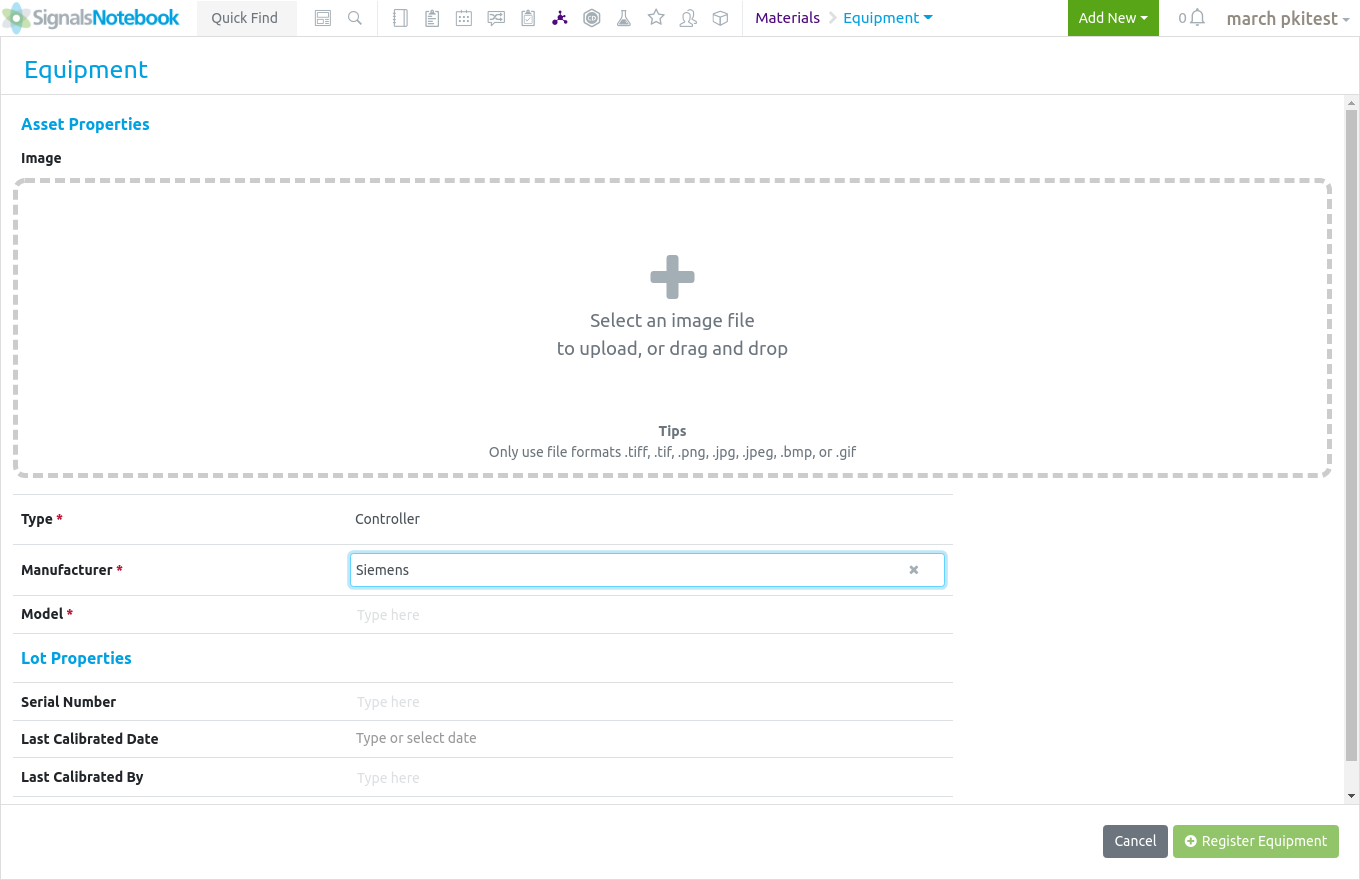 SignalsNotebook Quick Find Materials Equipment Add New 0 march pkitest
Equipment
Asset Properties
Image
Select an image file
to upload, or drag and drop
Tips
Only use file formats .tiff, .tif, .png, .jpg, .jpeg, .bmp, or .gif
Type * Controller
Manufacturer * Siemens
Model * Type here
Lot Properties
Serial Number Type here
Last Calibrated Date Type or select date
Last Calibrated By Type here
Cancel Register Equipment